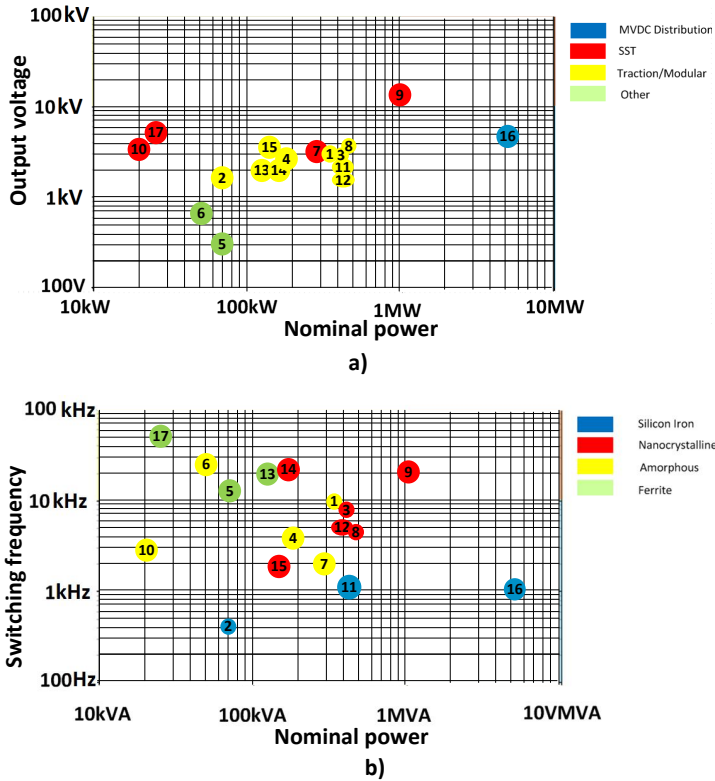 100kV
10kV
1kV
100V
Output voltage
MVDC Distribution
SST
Traction/Modular
Other
9
17
10
15
8
16
7
1
3
4
13
14
11
2
12
6
5
10kW
100kW
1MW
10MW
Nominal power
a)
100 kHz
10kHz
1kHz
100Hz
Switching frequency
Silicon Iron
Nanocrystalline
Amorphous
Ferrite
17
6
13
14
9
5
1
3
12
8
10
4
15
7
11
16
2
10kVA
100kVA
1MVA
10VMVA
Nominal power
b)